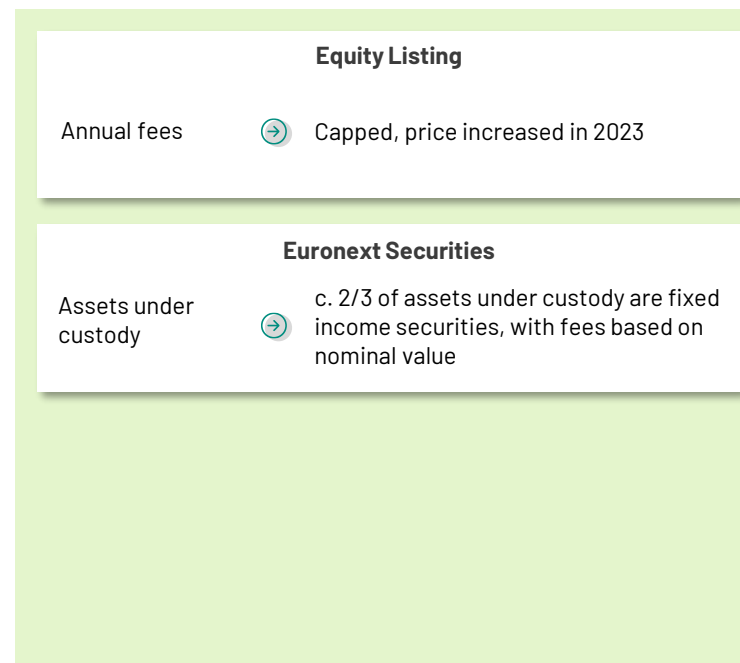 Equity Listing
Annual fees
Capped, price increased in 2023
Euronext Securities
Assets under
custody
c. 2/3 of assets under custody are fixed
income securities, with fees based on
nominal value